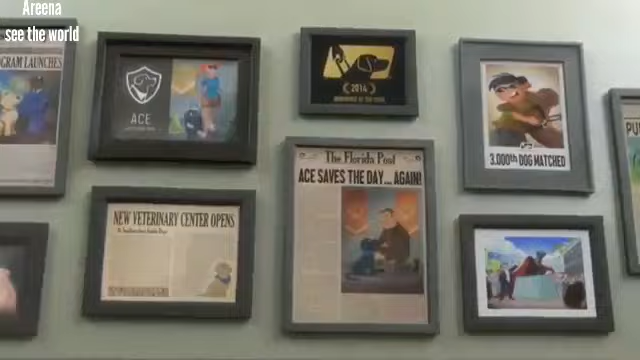 Areena
see the world
GRAM LAUNCHES
ACE
2014
The Florida Post
ACE SAVES THE DAY... AGAIN!
3,000th DOG MATCHED
NEW VETERINARY CENTER OPENS